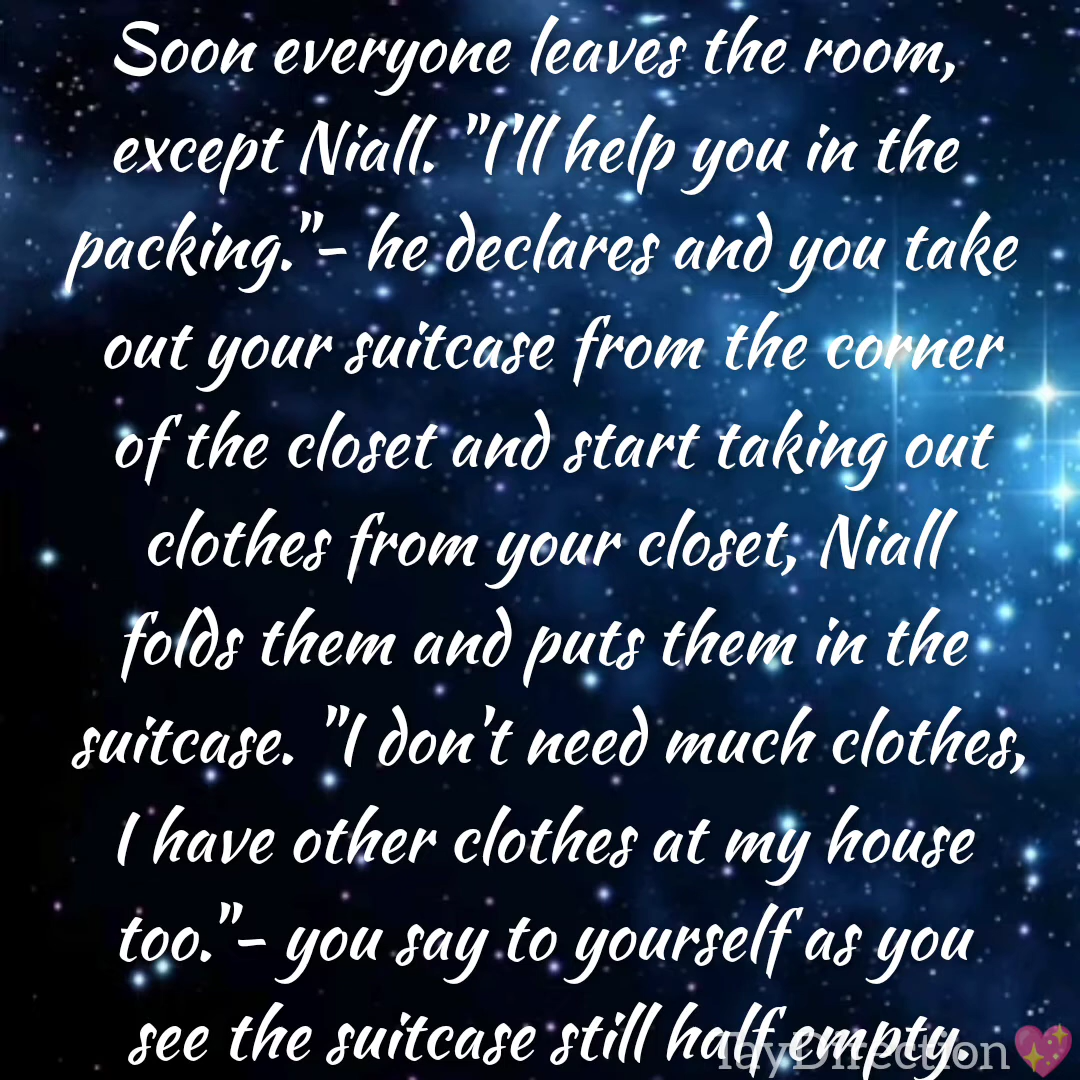 Soon everyone leaves the room,
except Niall. "I'll help you in the
packing."- he declares and you take
out your suitcase from the corner
of the closet and start taking out
clothes from your closet, Niall
folds them and puts them in the
suitcase. "I don't need much clothes,
I have other clothes at my house
too."- you say to yourself as you
see the suitcase still half empty.
TayDirection💖